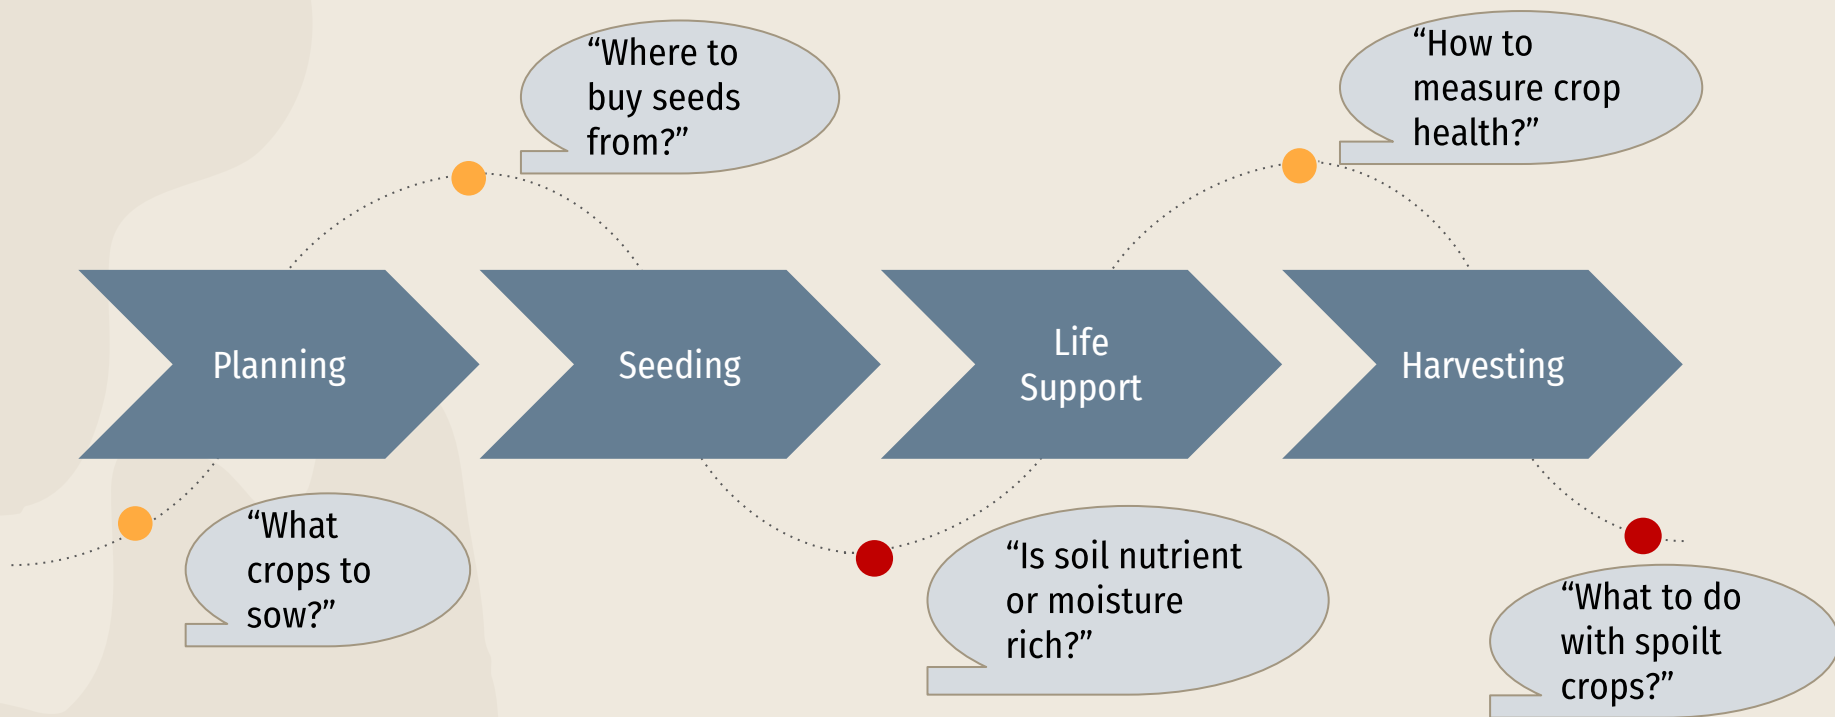 “Where to
buy seeds
from?”
“How to
measure crop
health?”
Planning
Seeding
Life
Support
Harvesting
“What
crops to
sow?”
“Is soil nutrient
or moisture
rich?”
“What to do
with spoilt
crops?”